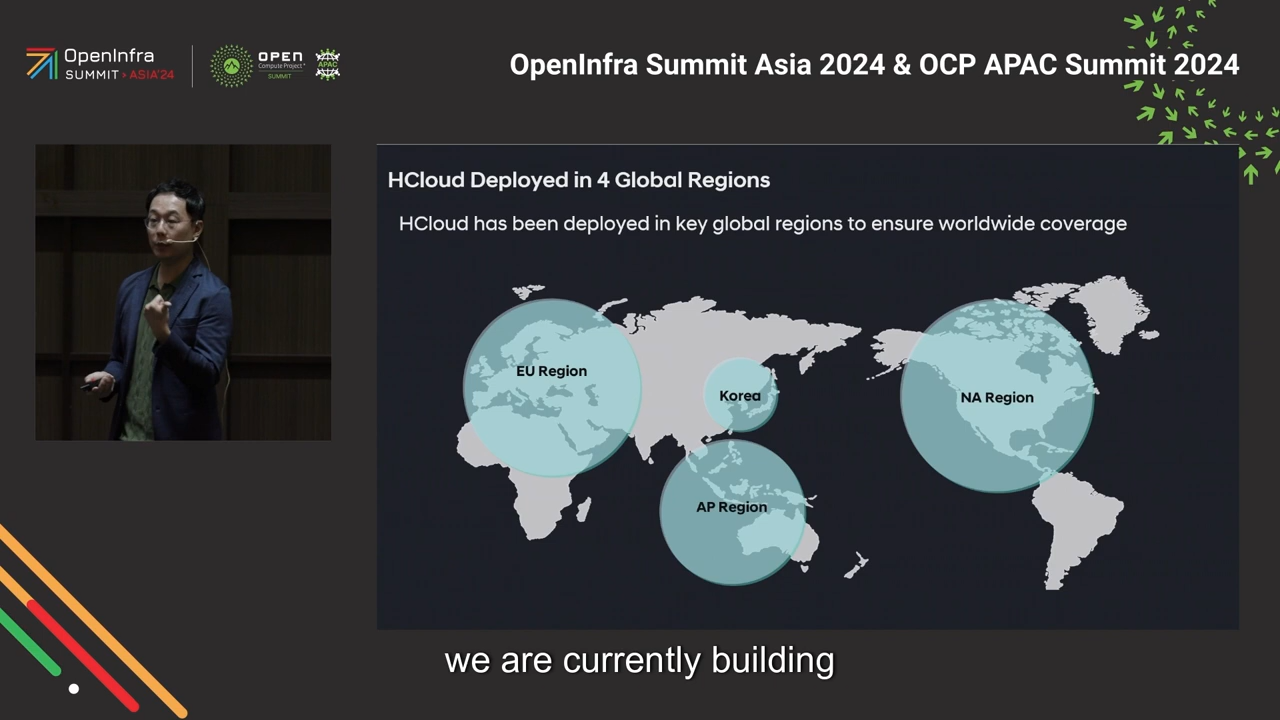 OpenInfra
SUMMIT ASIA'24
OPEN
Compute Project®
SUMMIT
APAC
OpenInfra Summit Asia 2024 & OCP APAC Summit 2024
HCloud Deployed in 4 Global Regions
HCloud has been deployed in key global regions to ensure worldwide coverage
EU Region
Korea
NA Region
AP Region
we are currently building